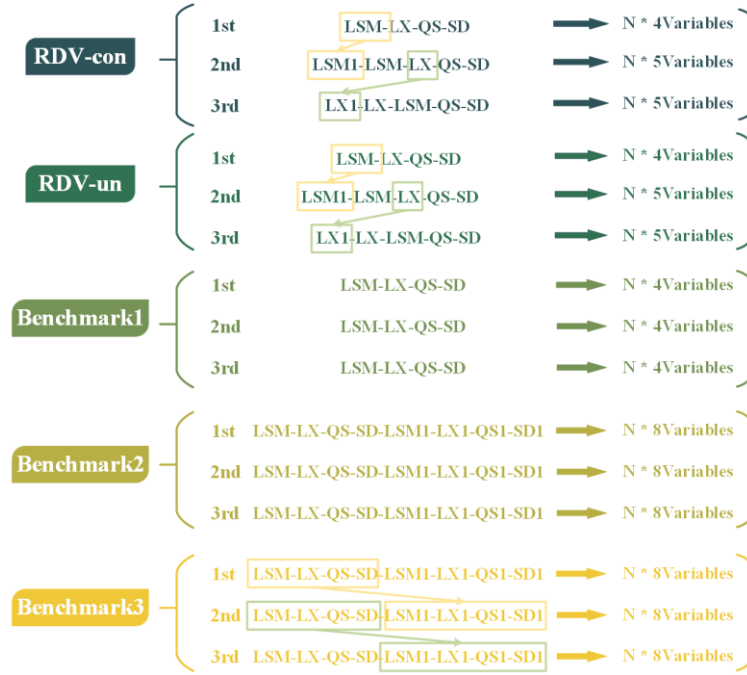 RDV-con
1st LSM-LX-QS-SD N * 4Variables
2nd LSM1-LSM-LX-QS-SD N * 5Variables
3rd LX1-LX-LSM-QS-SD N * 5Variables
RDV-un
1st LSM-LX-QS-SD N * 4Variables
2nd LSM1-LSM-LX-QS-SD N * 5Variables
3rd LX1-LX-LSM-QS-SD N * 5Variables
Benchmark1
1st LSM-LX-QS-SD N * 4Variables
2nd LSM-LX-QS-SD N * 4Variables
3rd LSM-LX-QS-SD N * 4Variables
Benchmark2
1st LSM-LX-QS-SD-LSM1-LX1-QS1-SD1 N * 8Variables
2nd LSM-LX-QS-SD-LSM1-LX1-QS1-SD1 N * 8Variables
3rd LSM-LX-QS-SD-LSM1-LX1-QS1-SD1 N * 8Variables
Benchmark3
1st LSM-LX-QS-SD-LSM1-LX1-QS1-SD1 N * 8Variables
2nd LSM-LX-QS-SD-LSM1-LX1-QS1-SD1 N * 8Variables
3rd LSM-LX-QS-SD-LSM1-LX1-QS1-SD1 N * 8Variables